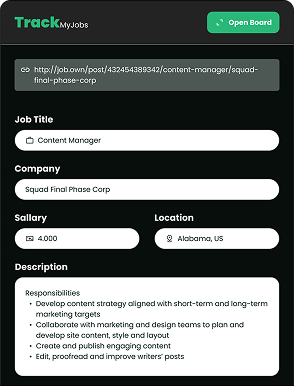 TrackMyJobs
Open Board
http://job.own/post/432454389342/content-manager/squad-
final-phase-corp
Job Title
Content Manager
Company
Squad Final Phase Corp
Sallary
Location
4.000
Alabama, US
Description
Responsibilities
• Develop content strategy aligned with short-term and long-term
marketing targets
• Collaborate with marketing and design teams to plan and
develop site content, style and layout
• Create and publish engaging content
• Edit, proofread and improve writers' posts